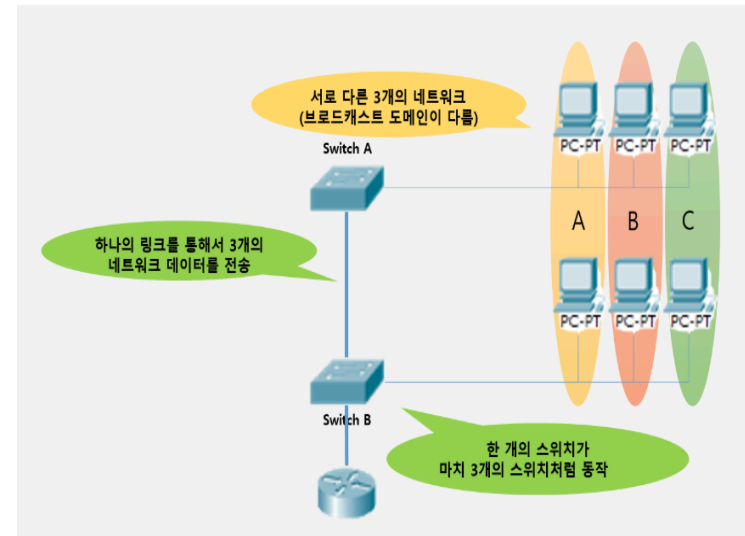 서로 다른 3개의 네트워크
(브로드캐스트 도메인이 다름)
Switch A
PC-PT PC-PT PC-PT
A B C
하나의 링크를 통해서 3개의
네트워크 데이터를 전송
PC-PT PC-PT PC-PT
Switch B
한 개의 스위치가
마치 3개의 스위치처럼 동작